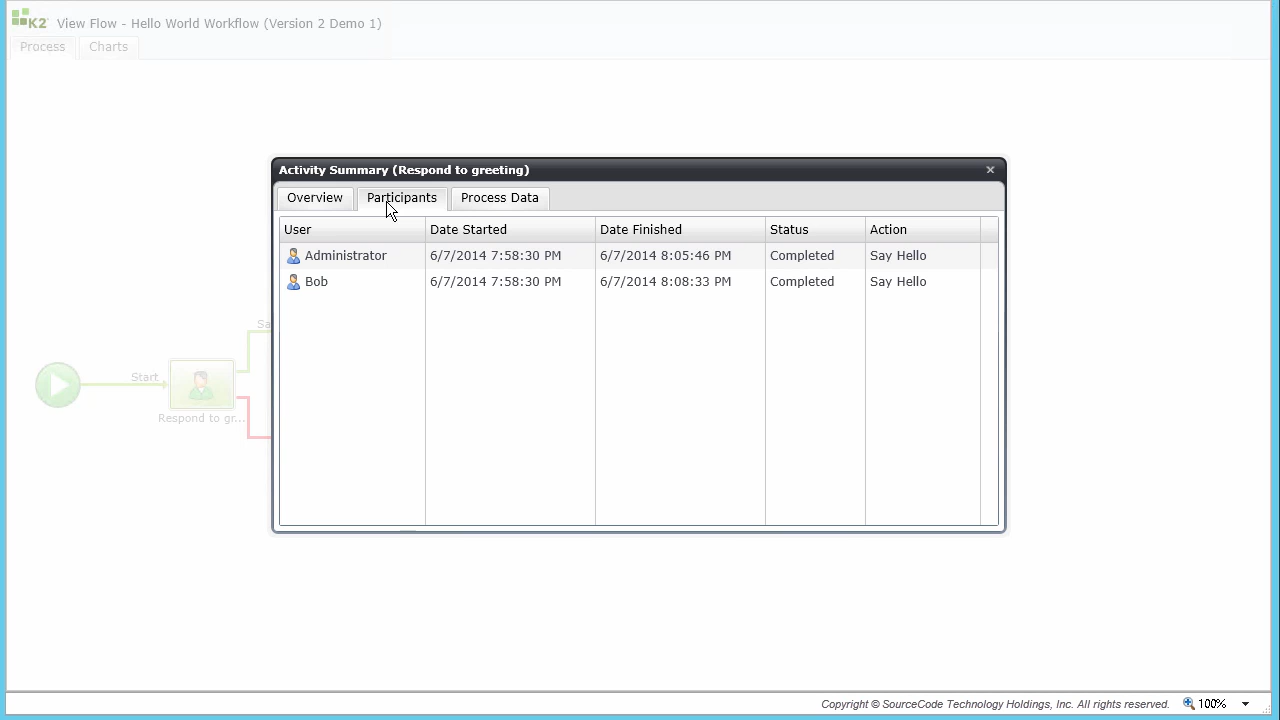 K2 View Flow - Hello World Workflow (Version 2 Demo 1)
Process Charts
Activity Summary (Respond to greeting)
Overview Participants Process Data
User Date Started Date Finished Status Action
Administrator 6/7/2014 7:58:30 PM 6/7/2014 8:05:46 PM Completed Say Hello
Bob 6/7/2014 7:58:30 PM 6/7/2014 8:08:33 PM Completed Say Hello
Sa
Start
Respond to gr...
Copyright © SourceCode Technology Holdings, Inc. All rights reserved. 100%